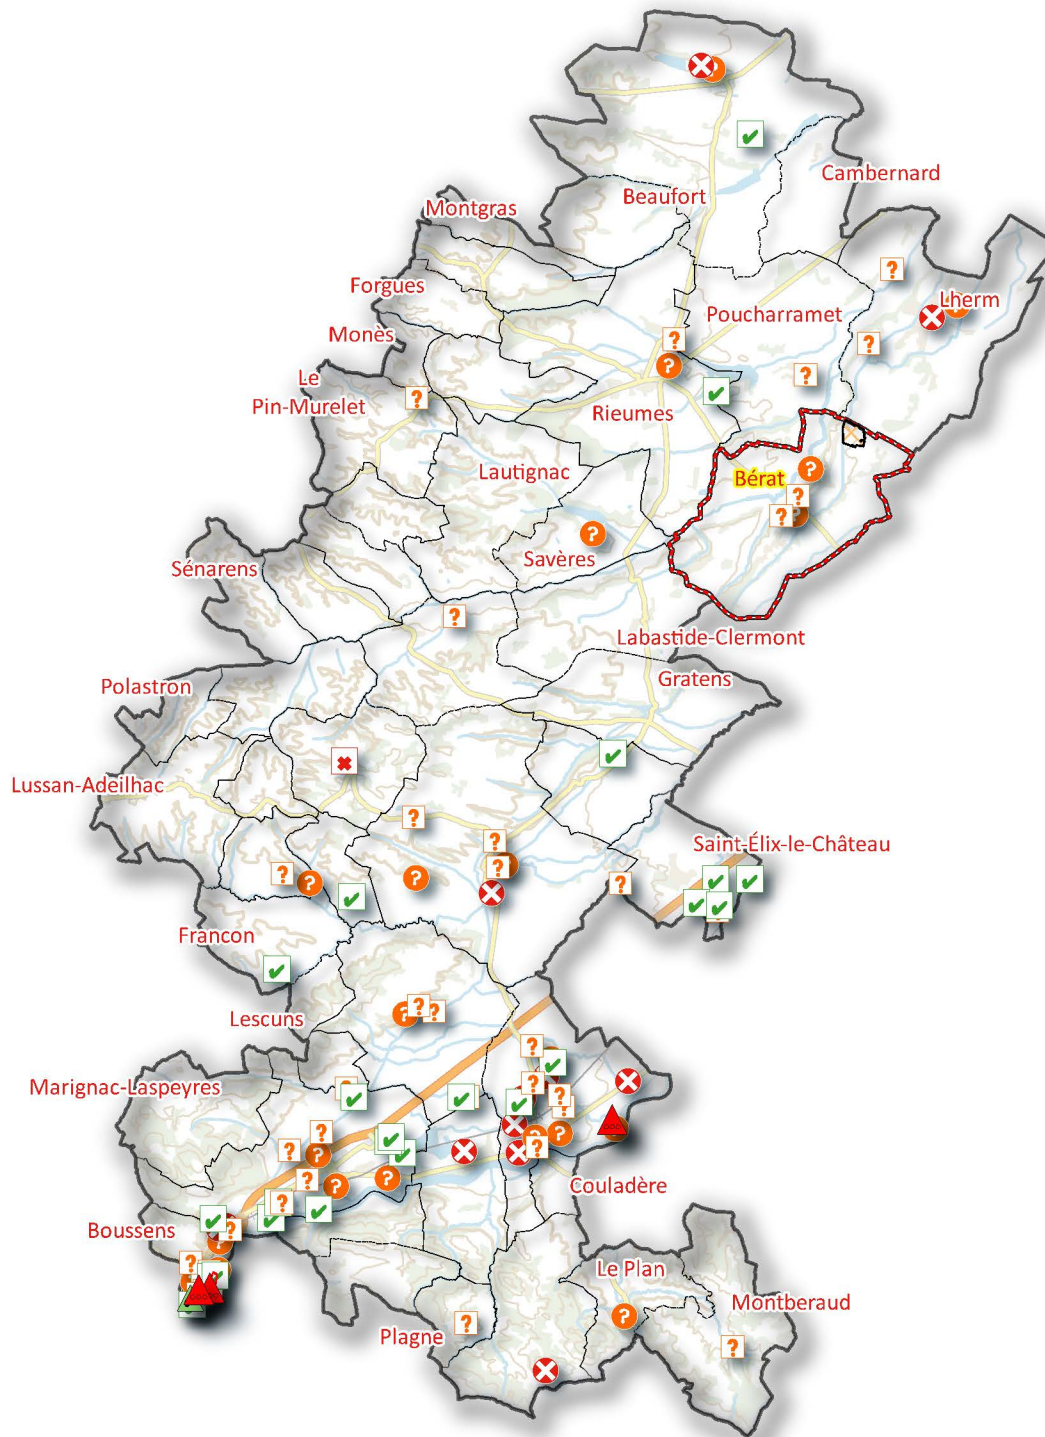 Cambernard
Beaufort
Montgras
Forgues
Lherm
Poucharramet
Monès
Le
Pin-Murelet
Rieumes
Lautignac
Bérat
Savères
Sénarens
Labastide-Clermont
Gratens
Polastron
Lussan-Adeilhac
Saint-Élix-le-Château
Francon
Lescuns
Marignac-Laspeyres
Couladère
Boussens
Le Plan
Montberaud
Plagne